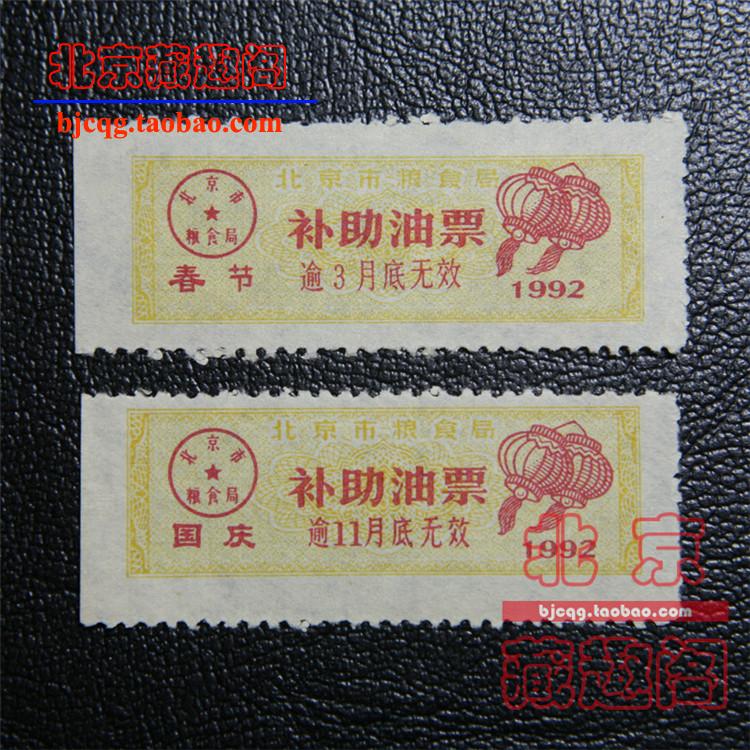 北京藏趣阁
bjcqg.taobao.com
北京市粮食局
北京市
粮食局
补助油票
春节
逾3月底无效
1992
北京市粮食局
北京市
粮食局
补助油票
国庆
逾11月底无效
1992
北京
bjcqg.taobao.com
藏趣阁